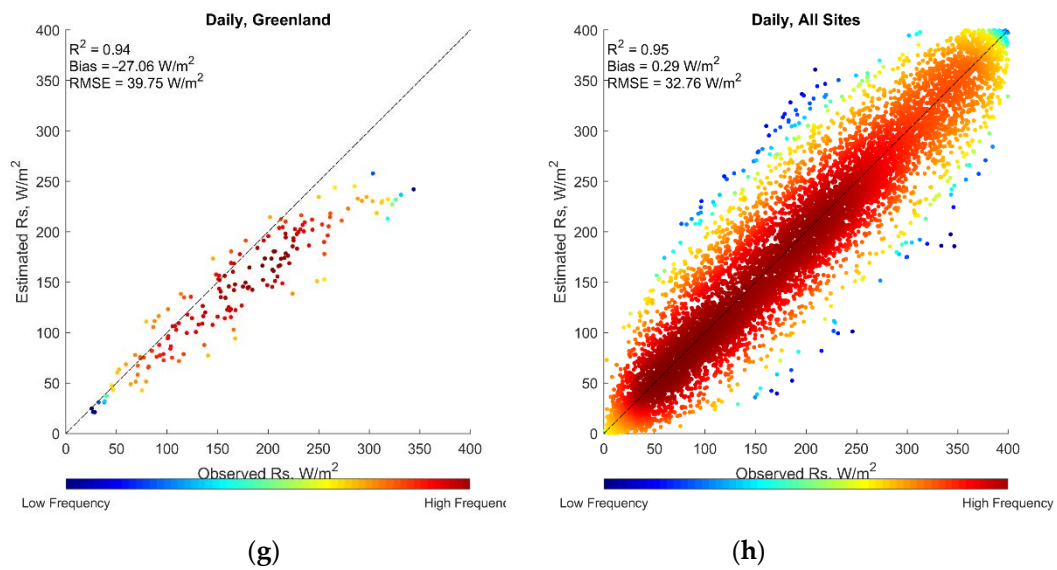 Daily, Greenland
R² = 0.94
Bias = −27.06 W/m²
RMSE = 39.75 W/m²
400
350
300
250
200
150
100
50
0
Estimated Rs, W/m²
0 50 100 150 200 250 300 350 400
Observed Rs, W/m²
Low Frequency High Frequenc
(g)
Daily, All Sites
R² = 0.95
Bias = 0.29 W/m²
RMSE = 32.76 W/m²
400
350
300
250
200
150
100
50
0
Estimated Rs, W/m²
0 50 100 150 200 250 300 350 400
Observed Rs, W/m²
Low Frequency High Frequency
(h)